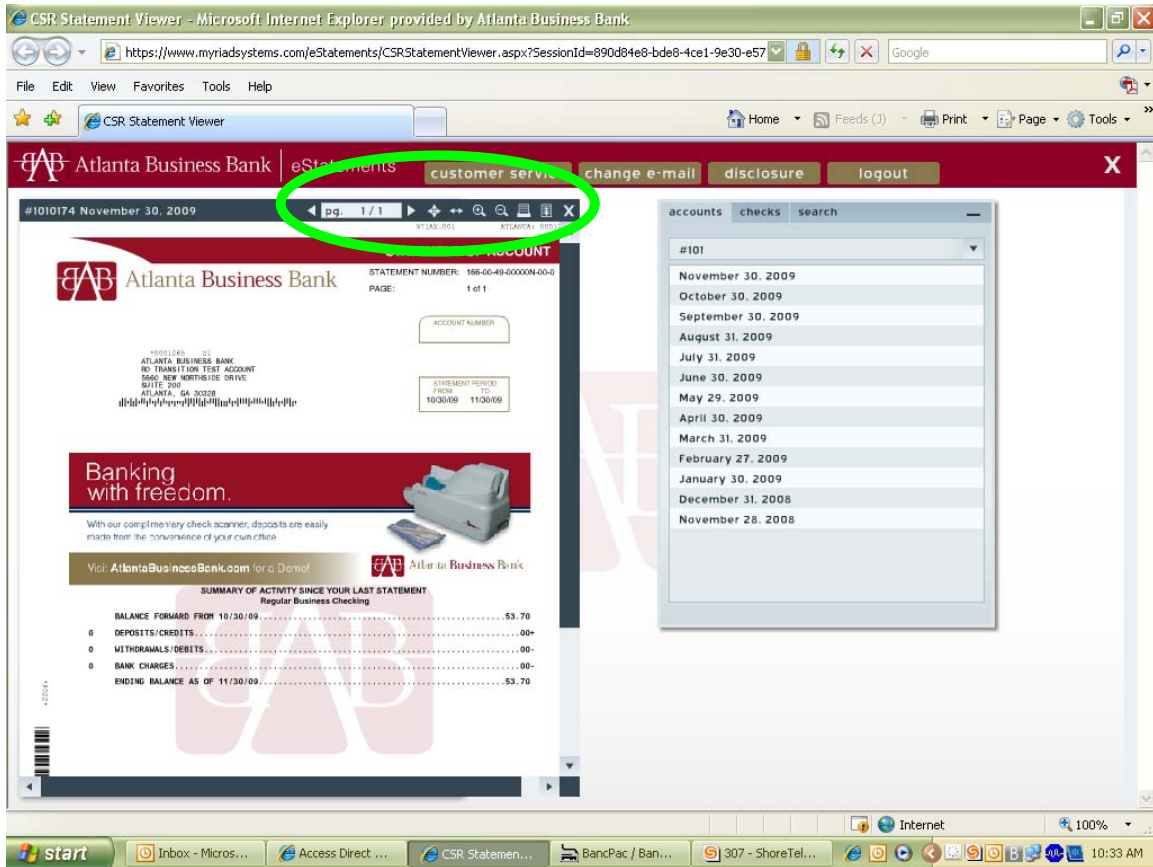 CSR Statement Viewer - Microsoft Internet Explorer provided by Atlanta Business Bank
https://www.myriadsystems.com/eStatements/CSRStatementViewer.aspx?SessionId=890d84e8-bde8-4ce1-9e30-e57
Google
File Edit View Favorites Tools Help
CSR Statement Viewer
Home Feeds (J) Print Page Tools »
BAB Atlanta Business Bank | eStatements
customer service change e-mail disclosure logout X
#1010174 November 30, 2009
pg. 1/1 X
accounts checks search
#101
November 30, 2009
October 30, 2009
September 30, 2009
August 31, 2009
July 31, 2009
June 30, 2009
May 29, 2009
April 30, 2009
March 31, 2009
February 27, 2009
January 30, 2009
December 31, 2008
November 28, 2008
BAB Atlanta Business Bank
OF ACCOUNT
STATEMENT NUMBER: 166-00-49-00000N-00-0
PAGE: 1 of 1
ACCOUNT NUMBER
*0001265 S1
ATLANTA BUSINESS BANK
RD TRANSITION TEST ACCOUNT
5660 NEW NORTHSIDE DRIVE
SUITE 200
ATLANTA, GA 30328
STATEMENT PERIOD
FROM TO
10/30/09 11/30/09
Banking
with freedom.
With our complimentary check scanner, deposits are easily
made from the convenience of your own office
Visit AtlantaBusinessBank.com for a Demo!
BAB Atlanta Business Bank
SUMMARY OF ACTIVITY SINCE YOUR LAST STATEMENT
Regular Business Checking
BALANCE FORWARD FROM 10/30/09..................................53.70
0 DEPOSITS/CREDITS..................................00+
0 WITHDRAWALS/DEBITS..................................00-
0 BANK CHARGES..................................00-
ENDING BALANCE AS OF 11/30/09..................................53.70
BAB
Internet 100%
start Inbox - Micros... Access Direct ... CSR Statemen... BancPac / Ban... 307 - ShoreTel... 10:33 AM